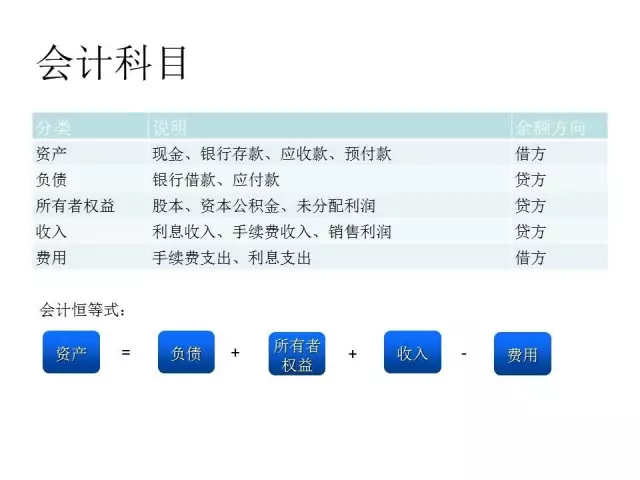 会计科目
分类 说明 余额方向
资产 现金、银行存款、应收款、预付款 借方
负债 银行借款、应付款 贷方
所有者权益 股本、资本公积金、未分配利润 贷方
收入 利息收入、手续费收入、销售利润 贷方
费用 手续费支出、利息支出 借方
会计恒等式：
资产 = 负债 + 所有者权益 + 收入 - 费用